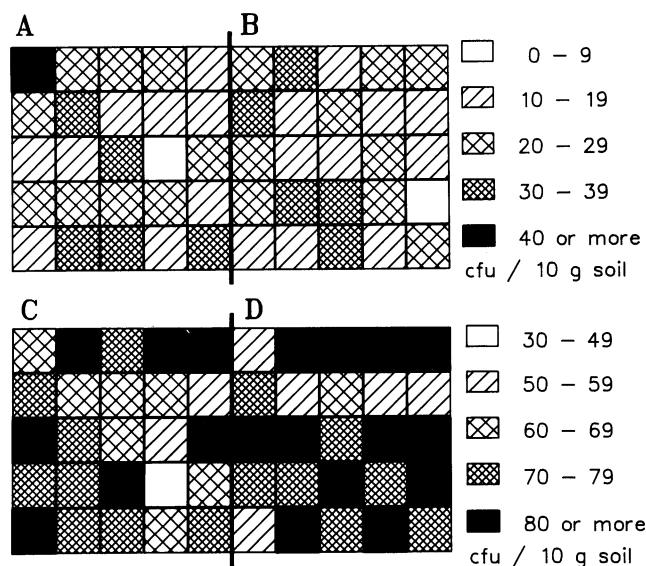 A B
0 – 9
10 – 19
20 – 29
30 – 39
40 or more
cfu / 10 g soil
C D
30 – 49
50 – 59
60 – 69
70 – 79
80 or more
cfu / 10 g soil